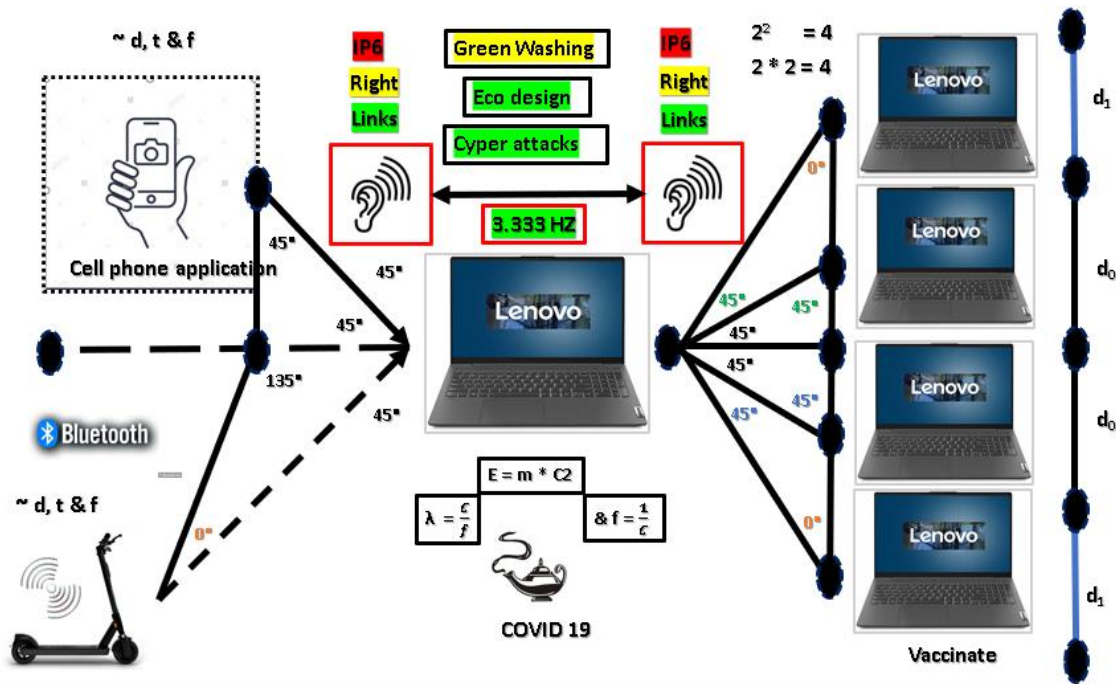 ~ d, t & f
Cell phone application
45°
45°
45°
135°
45°
Bluetooth
~ d, t & f
0°
IP6
Right
Links
Green Washing
Eco design
Cyper attacks
3.333 HZ
IP6
Right
Links
Lenovo
E = m * C2
λ = c/f
& f = 1/c
COVID 19
2² = 4
2 * 2 = 4
0°
45°
45°
45°
45°
45°
45°
0°
Lenovo
Lenovo
Lenovo
Lenovo
Vaccinate
d₁
d₀
d₀
d₁